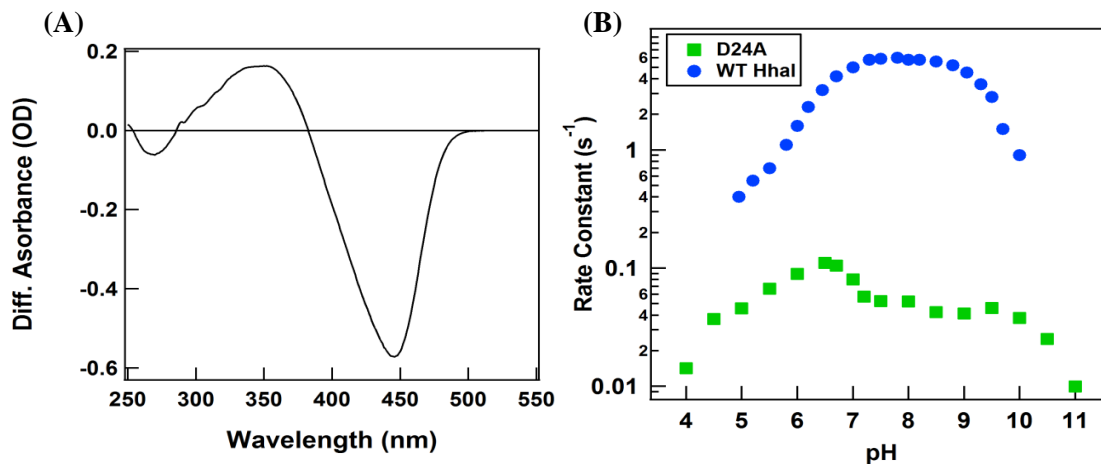 (A)
0.2
0.0
-0.2
-0.4
-0.6
Diff. Asorbance (OD)
250 300 350 400 450 500 550
Wavelength (nm)
(B)
D24A
WT Hhal
6
4
2
1
6
4
2
0.1
6
4
2
0.01
Rate Constant (s-1)
4 5 6 7 8 9 10 11
pH